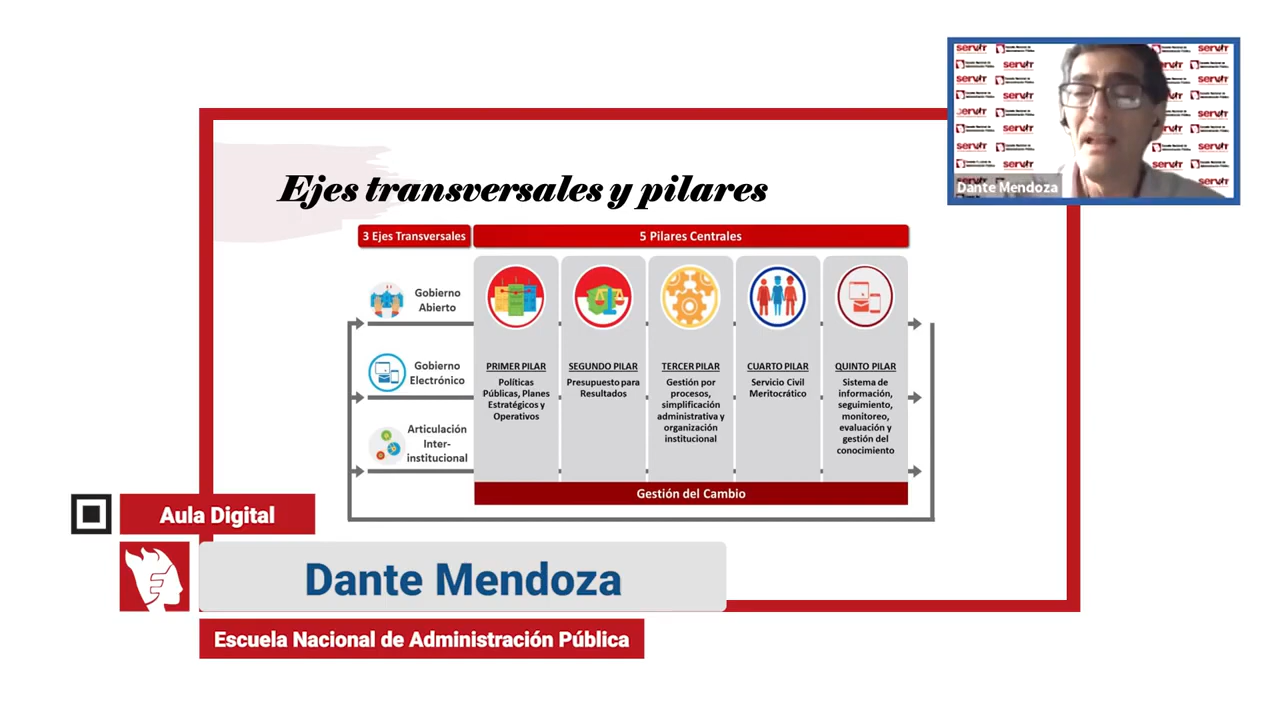 Ejes transversales y pilares
3 Ejes Transversales
5 Pilares Centrales
Gobierno
Abierto
Gobierno
Electrónico
Articulación
Inter-
institucional
PRIMER PILAR
Políticas
Públicas, Planes
Estratégicos y
Operativos
SEGUNDO PILAR
Presupuesto para
Resultados
TERCER PILAR
Gestión por
procesos,
simplificación
administrativa y
organización
institucional
CUARTO PILAR
Servicio Civil
Meritocrático
QUINTO PILAR
Sistema de
información,
seguimiento,
monitoreo,
evaluación y
gestión del
conocimiento
Gestión del Cambio
Dante Mendoza
Aula Digital
Dante Mendoza
Escuela Nacional de Administración Pública